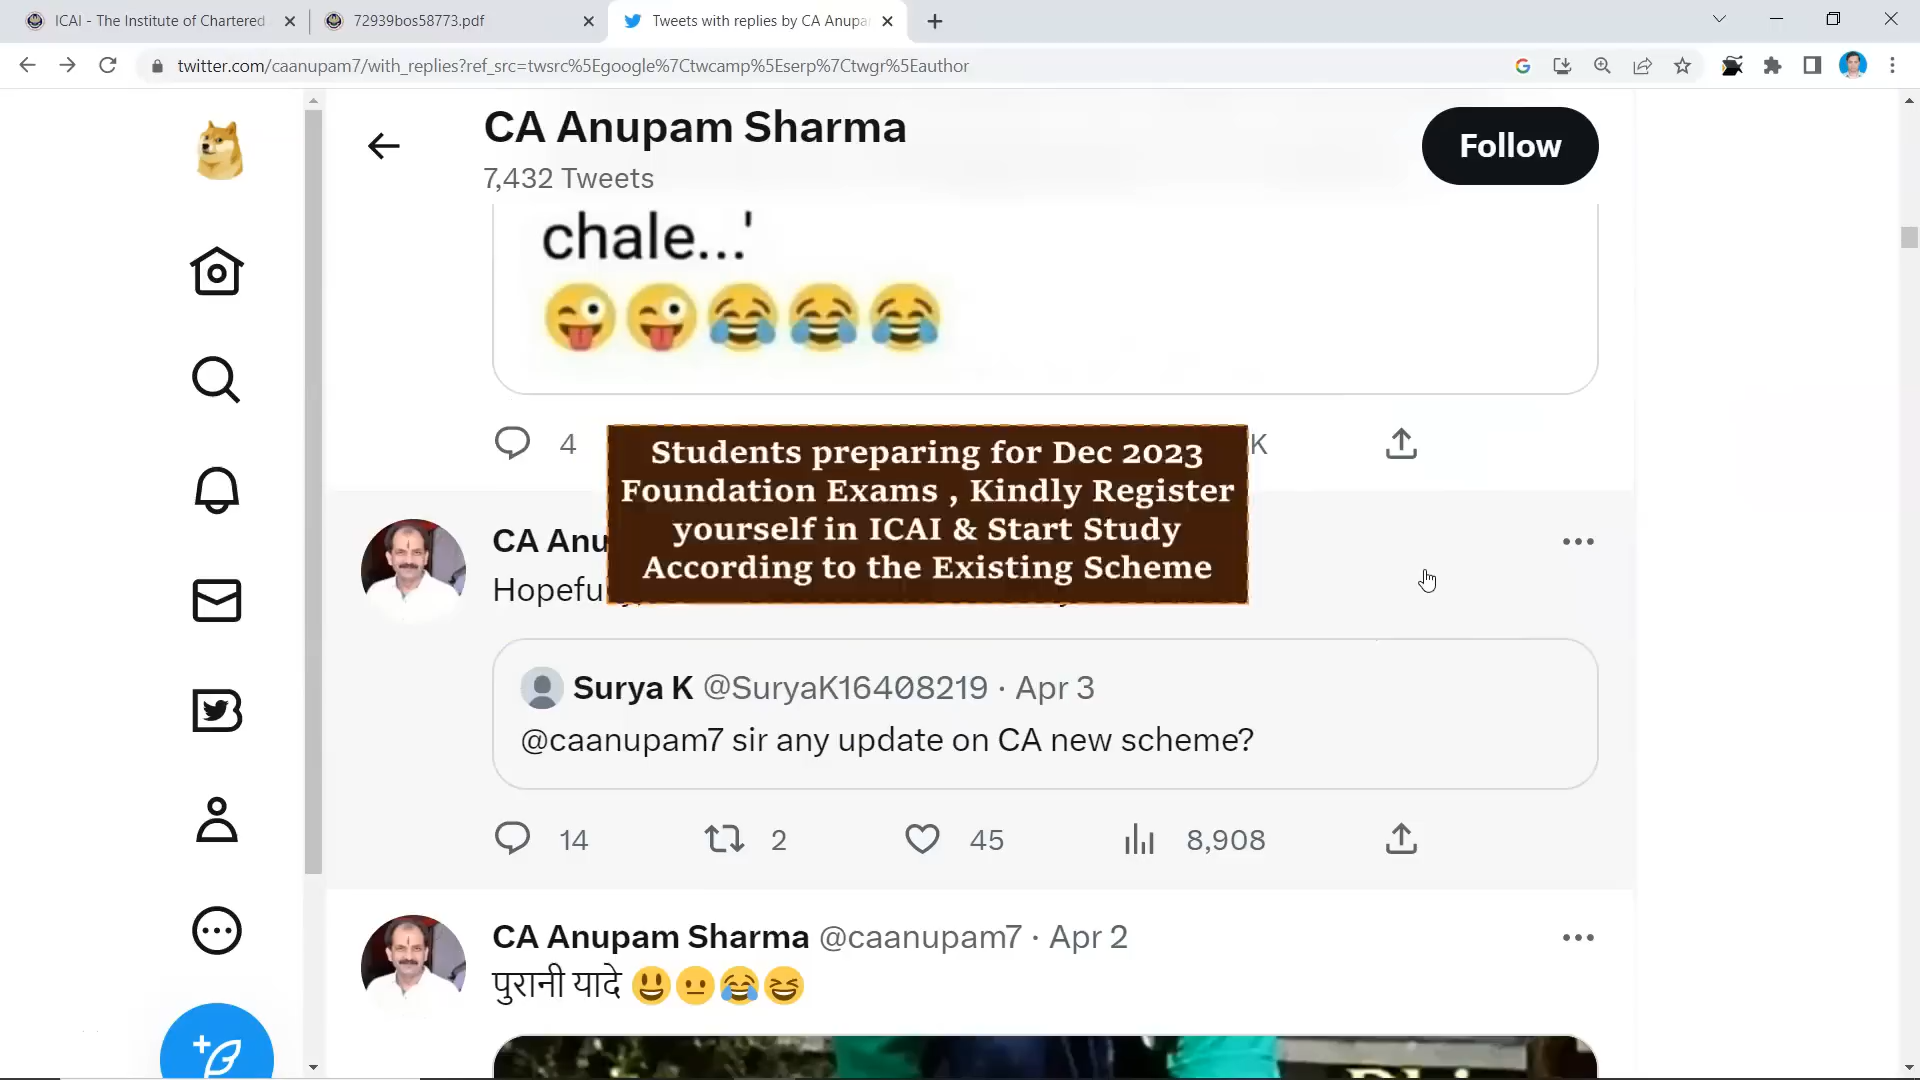 ICAI - The Institute of Chartered
72939bos58773.pdf
Tweets with replies by CA Anupa
twitter.com/caanupam7/with_replies?ref_src=twsrc%5Egoogle%7Ctwcamp%5Eserp%7Ctwgr%5Eauthor
CA Anupam Sharma
7,432 Tweets
Follow
chale...'
4
K
Students preparing for Dec 2023
Foundation Exams , Kindly Register
yourself in ICAI & Start Study
According to the Existing Scheme
CA Anu
Hopefu
Surya K @SuryaK16408219 · Apr 3
@caanupam7 sir any update on CA new scheme?
14 2 45 8,908
CA Anupam Sharma @caanupam7 · Apr 2
पुरानी यादे